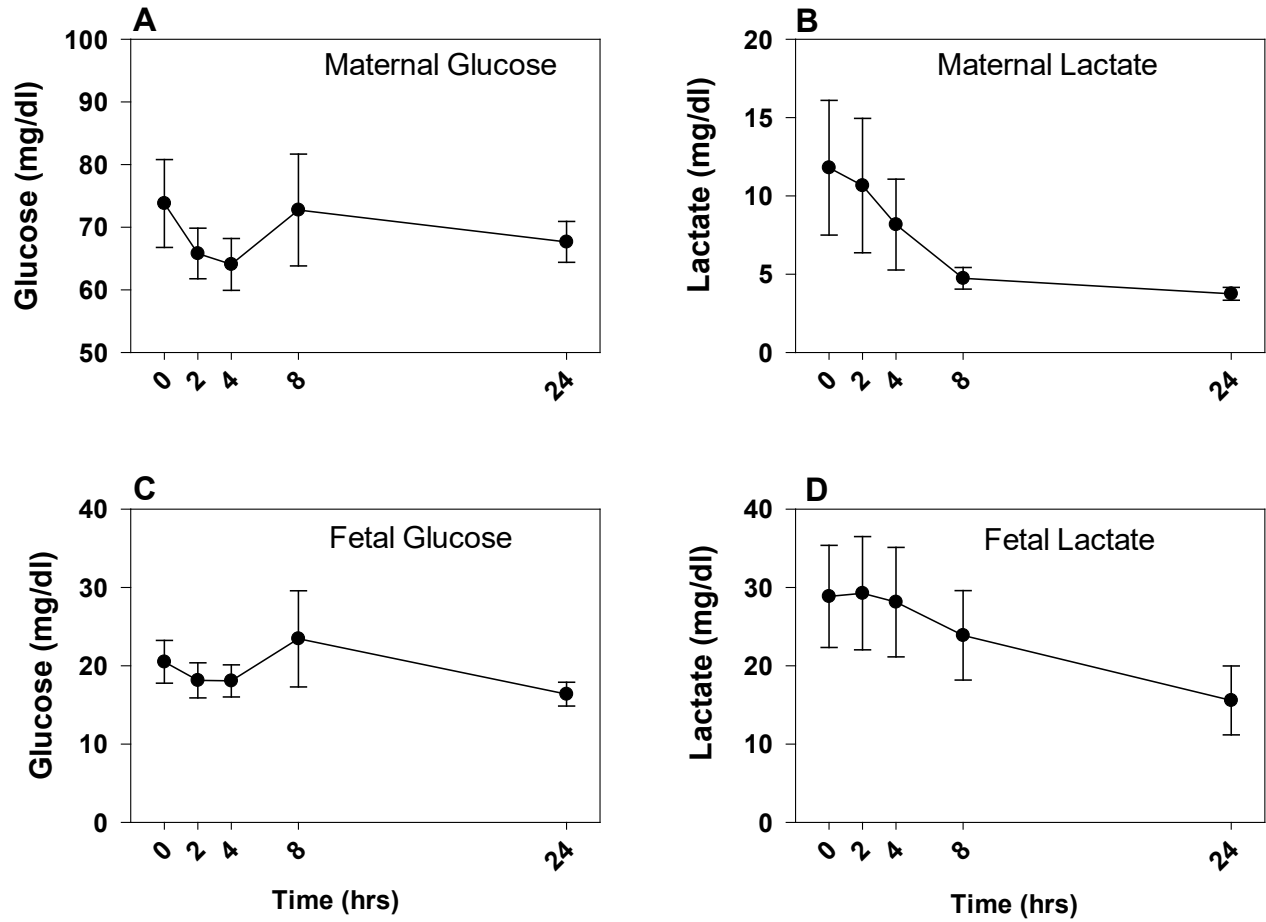 A
Maternal Glucose
Glucose (mg/dl)
100
90
80
70
60
50
0 2 4 8 24
B
Maternal Lactate
Lactate (mg/dl)
20
15
10
5
0
0 2 4 8 24
C
Fetal Glucose
Glucose (mg/dl)
40
30
20
10
0
0 2 4 8 24
Time (hrs)
D
Fetal Lactate
Lactate (mg/dl)
40
30
20
10
0
0 2 4 8 24
Time (hrs)